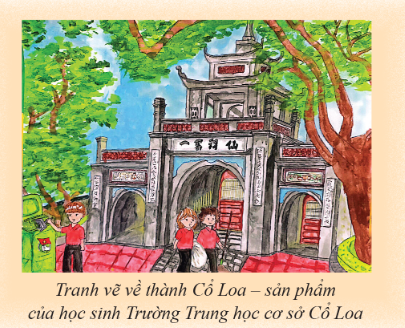 Tranh vẽ về thành Cổ Loa – sản phẩm
của học sinh Trường Trung học cơ sở Cổ Loa